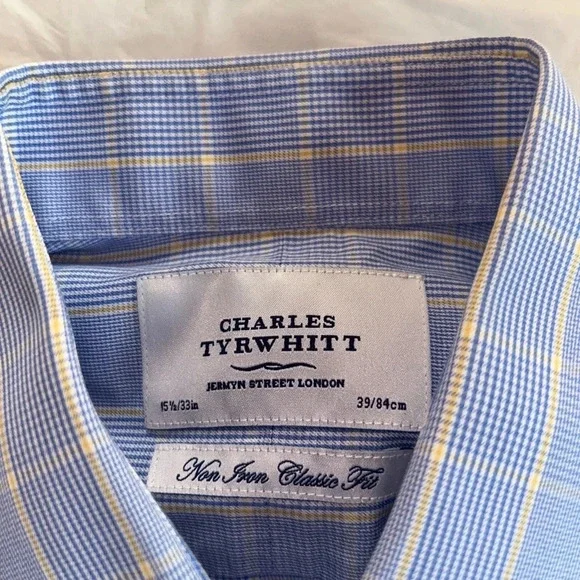 CHARLES
TYRWHITT
JERMYN STREET LONDON
15½/33in 39/84cm
Non Iron Classic Fit